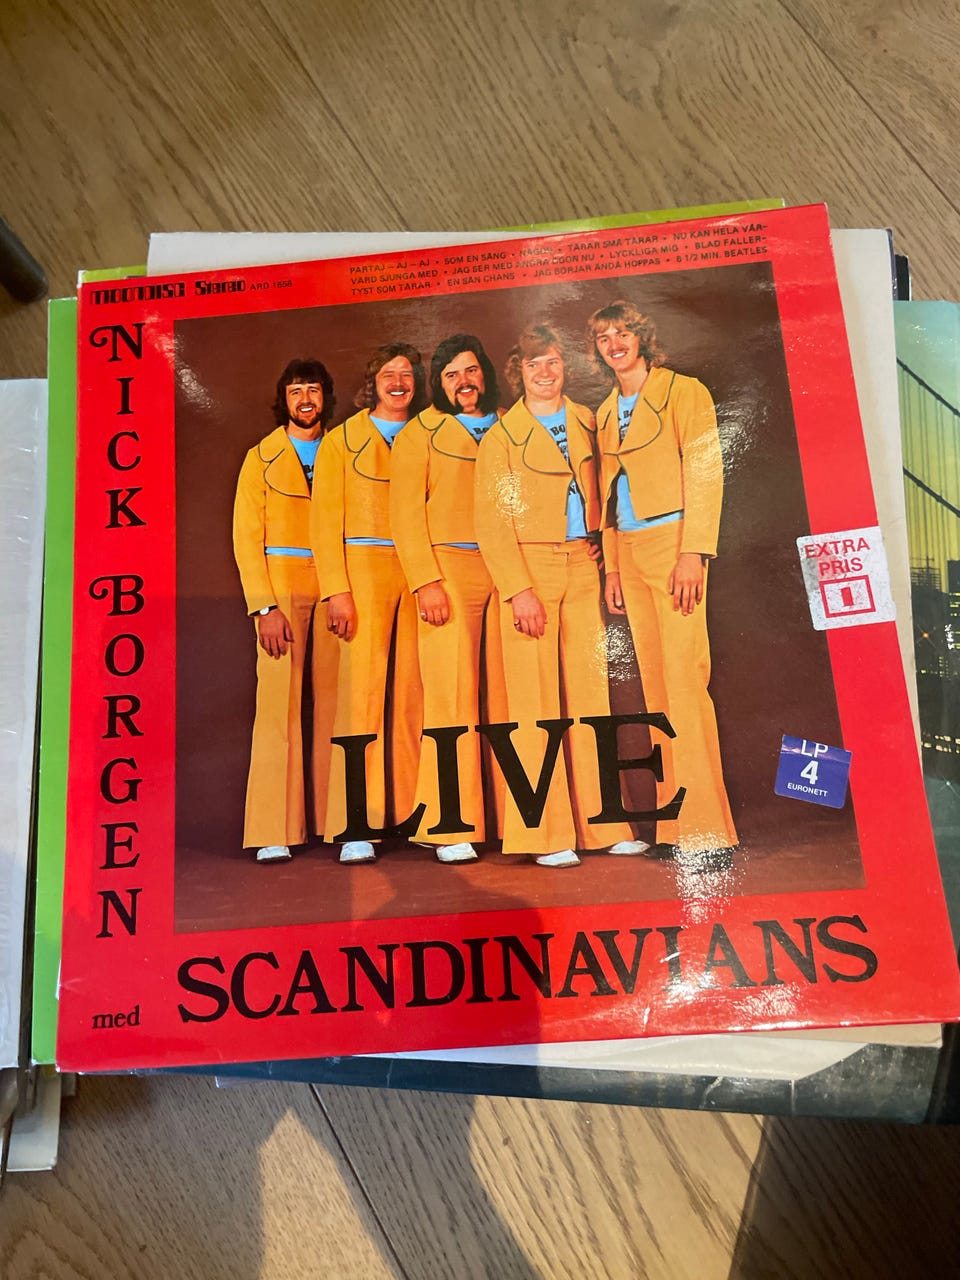 moondisc Stereo ARD 1656
PARTAJ-AJ-AJ • SOM EN SÅNG • NÅGON • TÅRAR SMÅ TÅRAR • NU KAN HELA VÄR-
VÄRD SJUNGA MED • JAG SER MED ANDRA ÖGON NU • LYCKLIGA MIG • BLAD FALLER-
TYST SOM TÅRAR • EN SÅN CHANS • JAG BÖRJAR ÄNDÅ HOPPAS • 8 1/2 MIN. BEATLES
NICK BORGEN
med
LIVE
SCANDINAVIANS
EXTRA
PRIS
1
LP
4
EURONETT